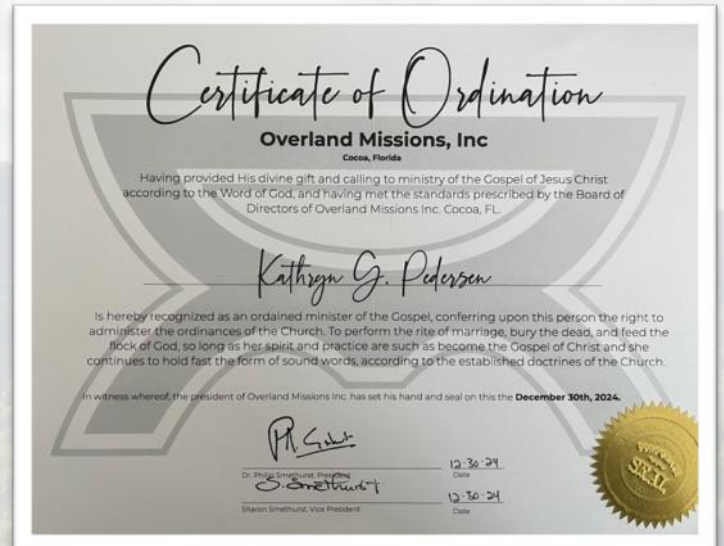 Certificate of Ordination
Overland Missions, Inc
Cocoa, Florida
Having provided His divine gift and calling to ministry of the Gospel of Jesus Christ
according to the Word of God, and having met the standards prescribed by the Board of
Directors of Overland Missions Inc. Cocoa, FL.
Kathryn G. Pedersen
Is hereby recognized as an ordained minister of the Gospel, conferring upon this person the right to
administer the ordinances of the Church. To perform the rite of marriage, bury the dead, and feed the
flock of God, so long as her spirit and practice are such as become the Gospel of Christ and she
continues to hold fast the form of sound words, according to the established doctrines of the Church.
In witness whereof, the president of Overland Missions Inc. has set his hand and seal on this the December 30th, 2024.
12-30-24
Dr. Philip Smethurst, President Date
S. Smethurst 12-30-24
Sharon Smethurst, Vice President Date
SEAL